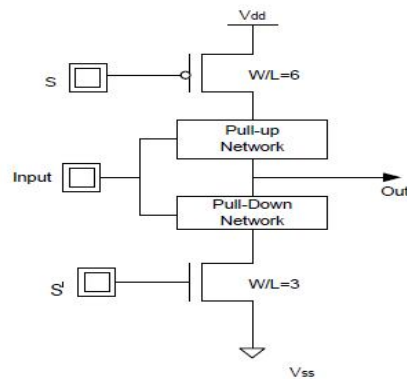 Vdd
W/L=6
S
Pull-up
Network
Input
Out
Pull-Down
Network
S'
W/L=3
Vss